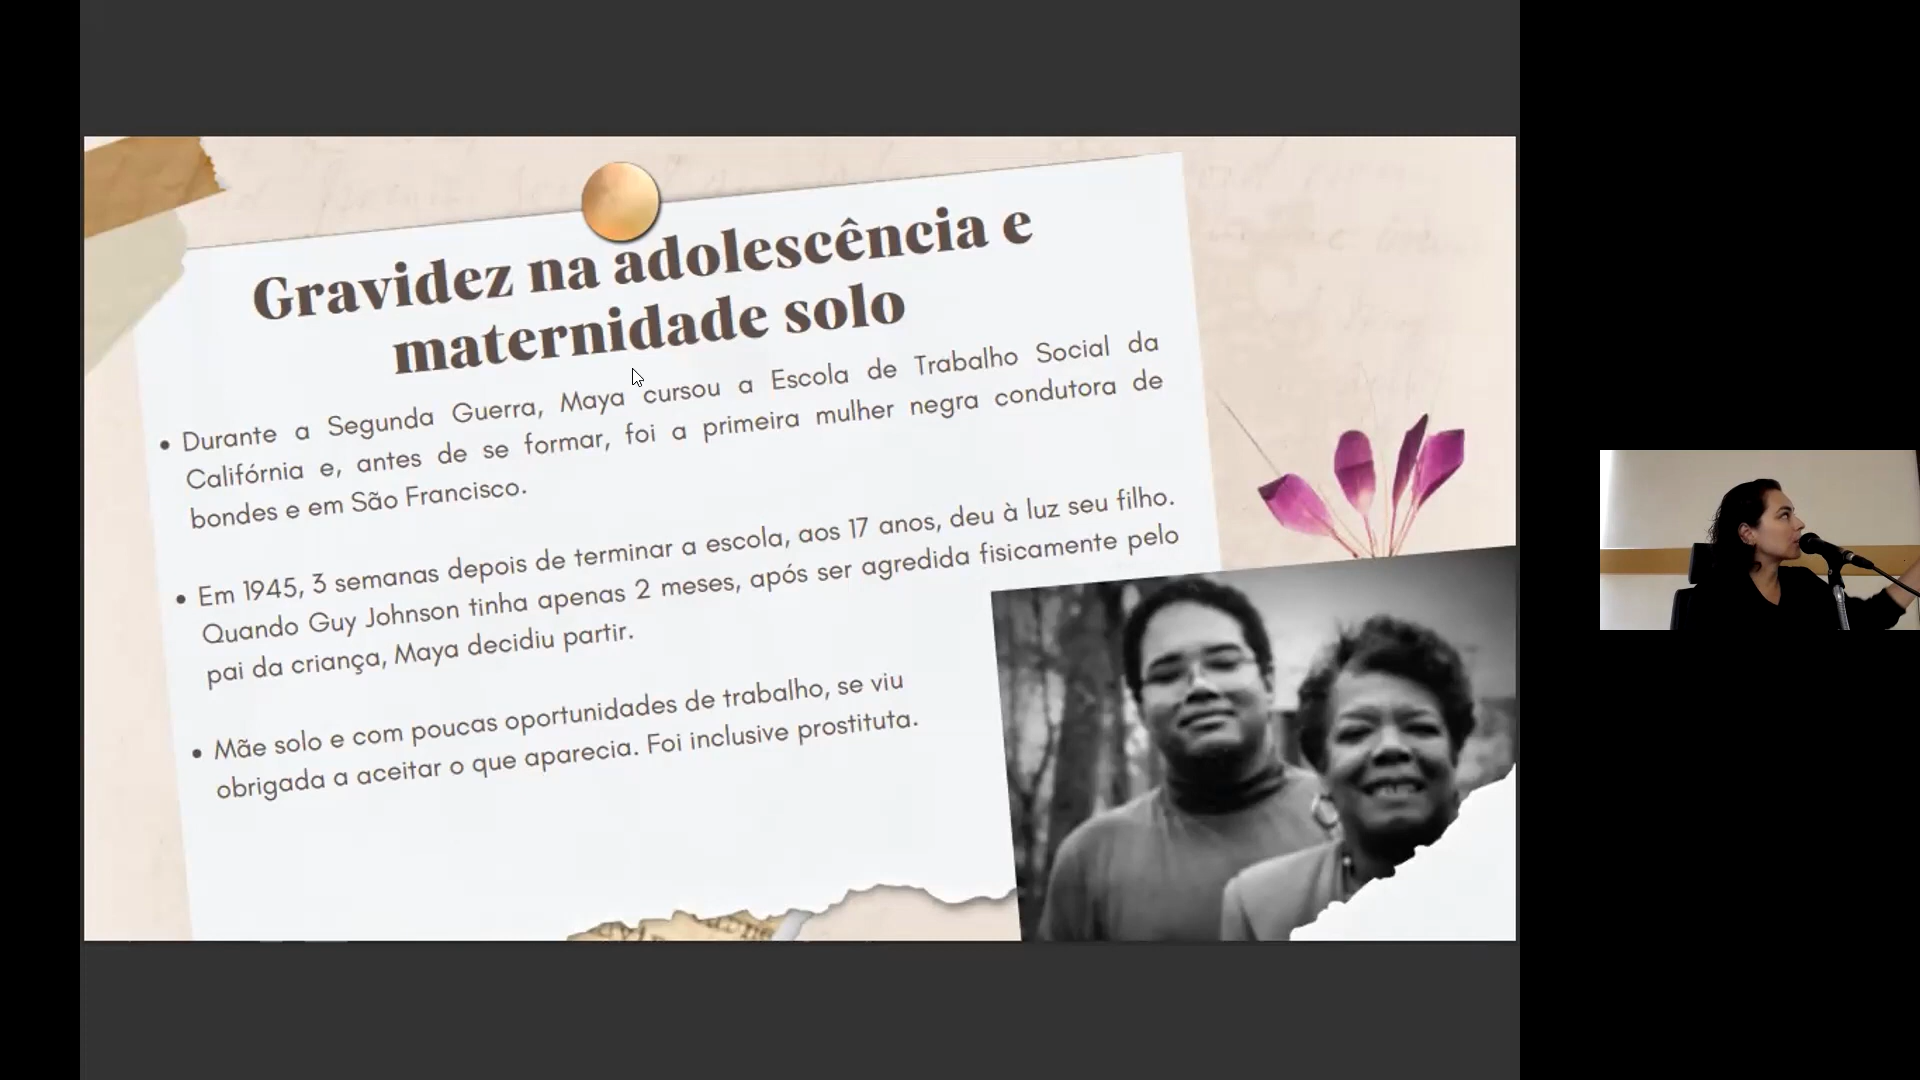 Gravidez na adolescência e
maternidade solo
Durante a Segunda Guerra, Maya cursou a Escola de Trabalho Social da
Califórnia e, antes de se formar, foi a primeira mulher negra condutora de
bondes e em São Francisco.
Em 1945, 3 semanas depois de terminar a escola, aos 17 anos, deu à luz seu filho.
Quando Guy Johnson tinha apenas 2 meses, após ser agredida fisicamente pelo
pai da criança, Maya decidiu partir.
Mãe solo e com poucas oportunidades de trabalho, se viu
obrigada a aceitar o que aparecia. Foi inclusive prostituta.